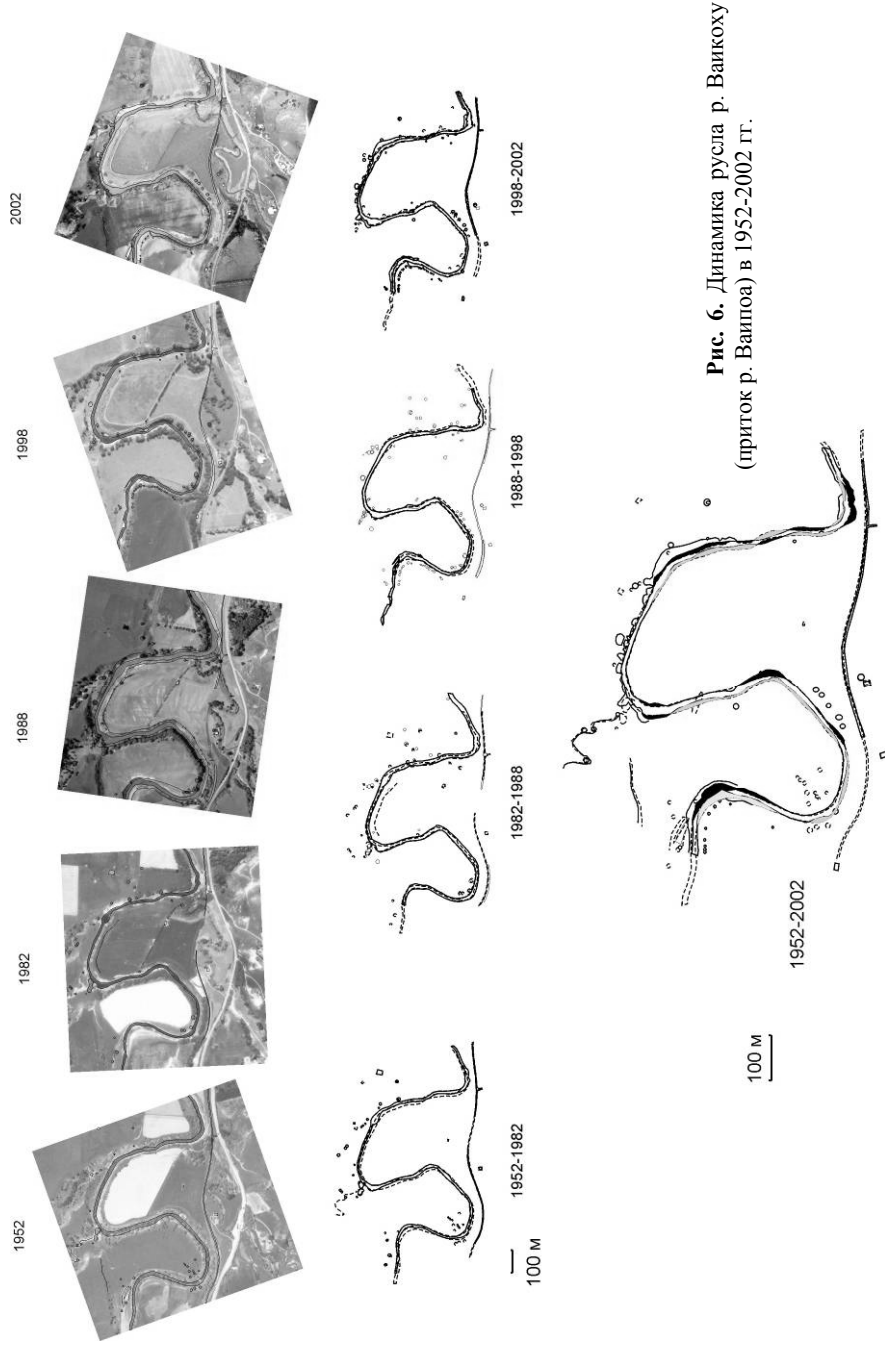 1952
1982
1988
1998
2002
1952-1982
1982-1988
1988-1998
1998-2002
100 м
1952-2002
100 м
Рис. 6. Динамика русла р. Ваикоху
(приток р. Ваипоа) в 1952-2002 гг.